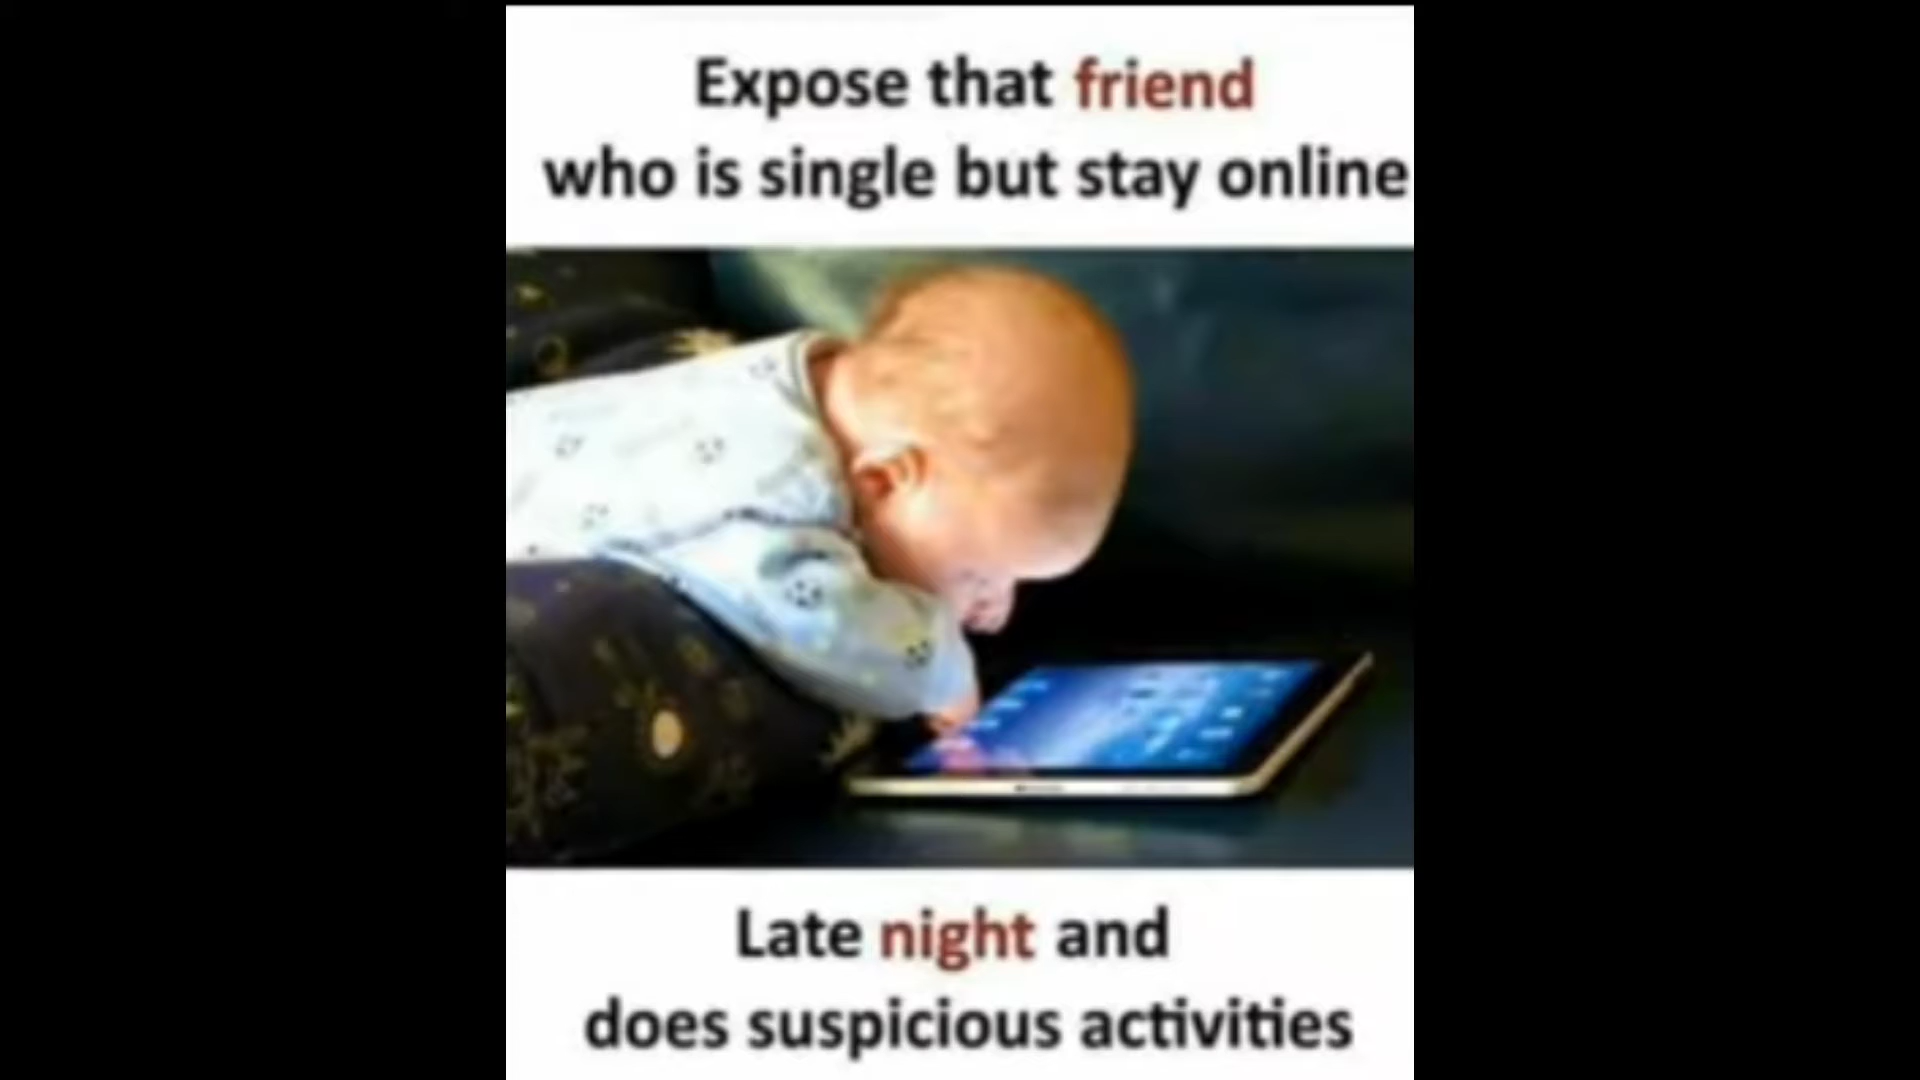 Expose that friend
who is single but stay online
Late night and
does suspicious activities